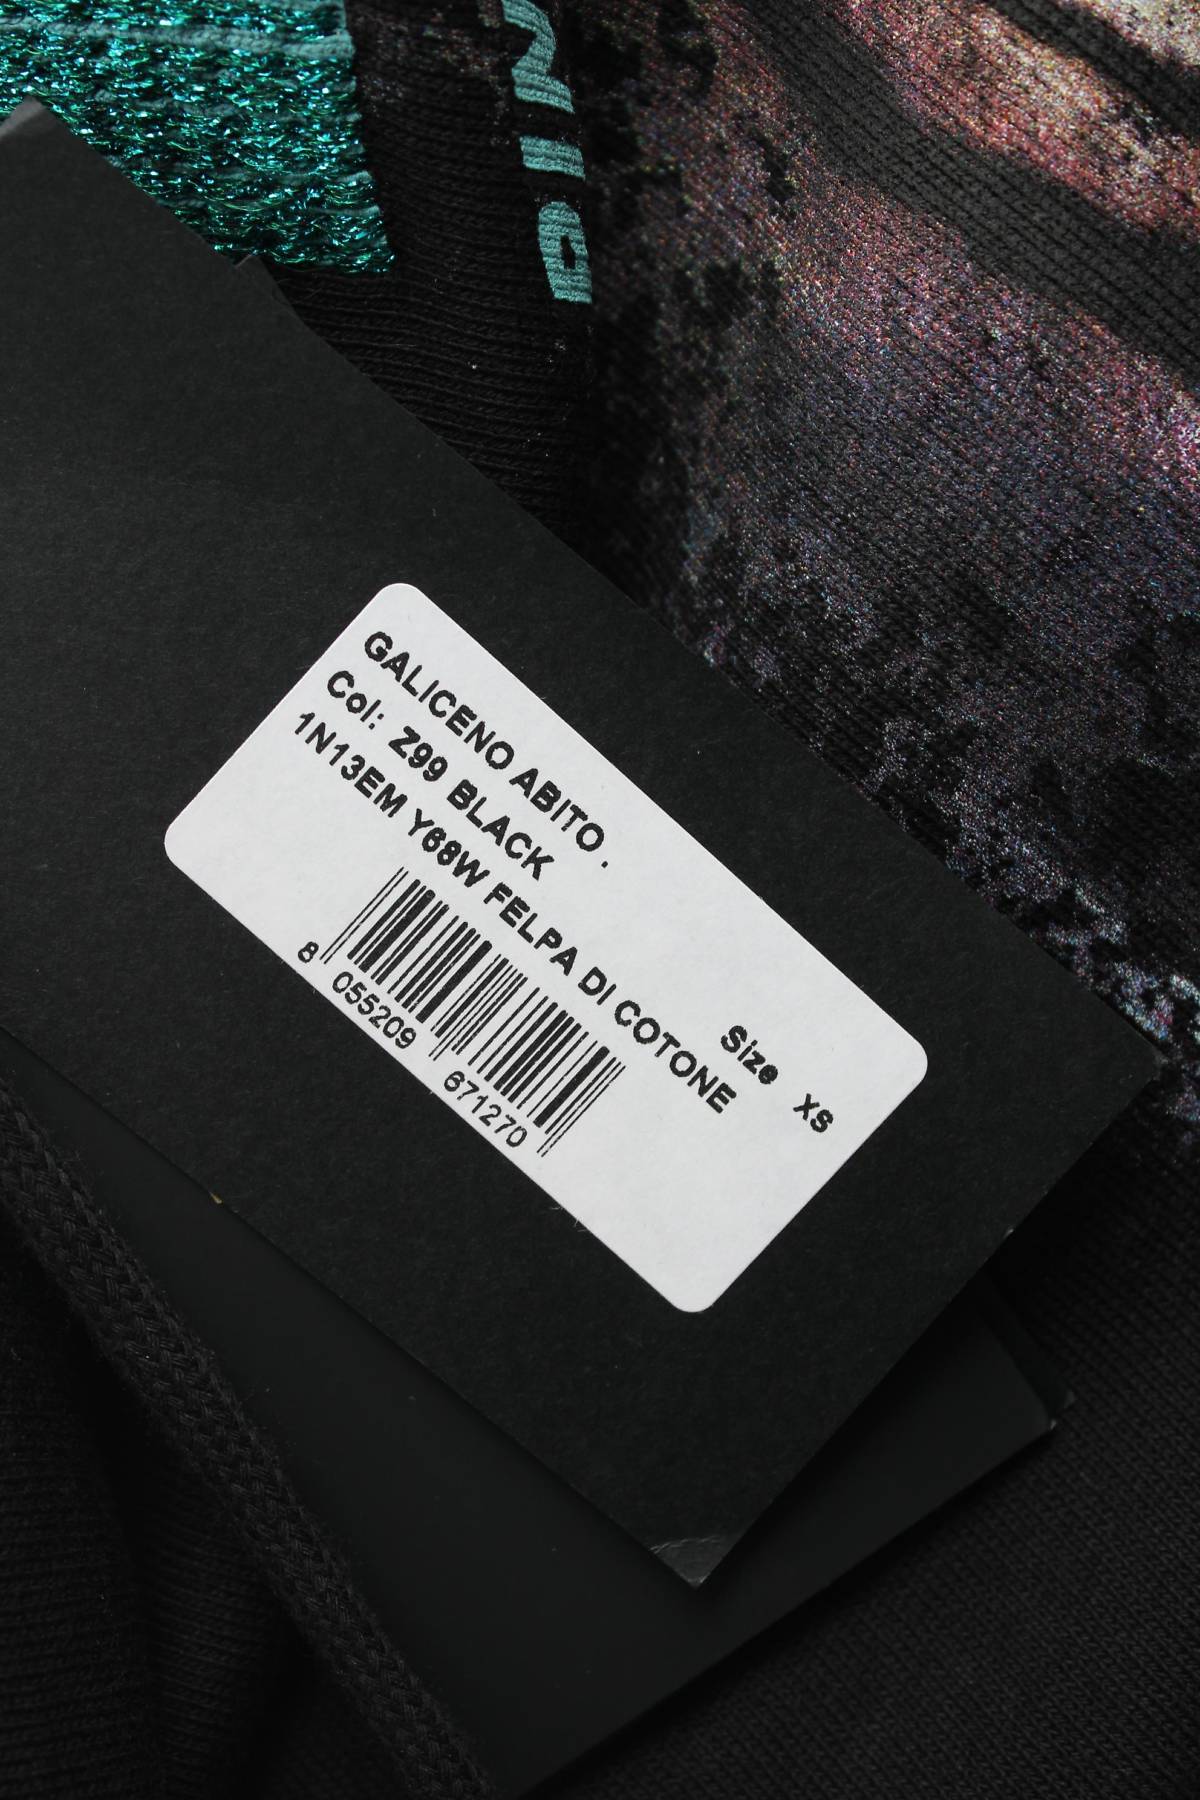 GALICENO ABITO .
Col: Z99 BLACK
1N13EM Y68W FELPA DI COTONE
Size XS
8 055209 671270